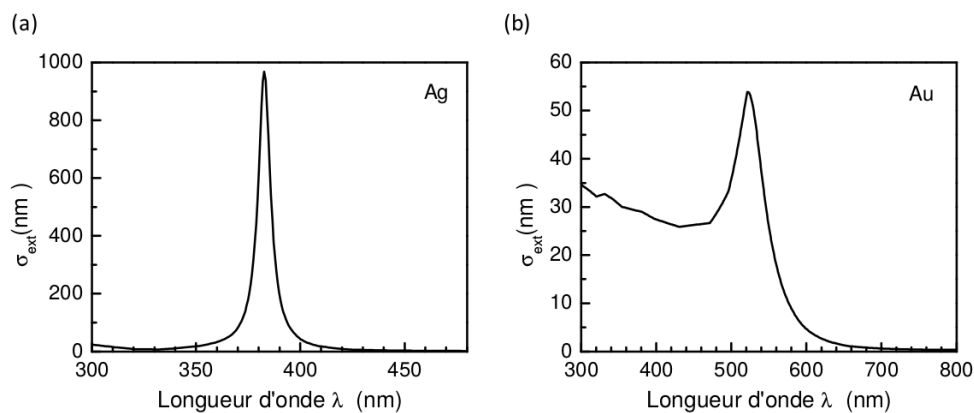 (a)
1000
800
600
400
200
0
σext(nm )
Ag
300 350 400 450
Longueur d'onde λ (nm)
(b)
60
50
40
30
20
10
0
σext(nm )
Au
300 400 500 600 700 800
Longueur d'onde λ (nm)